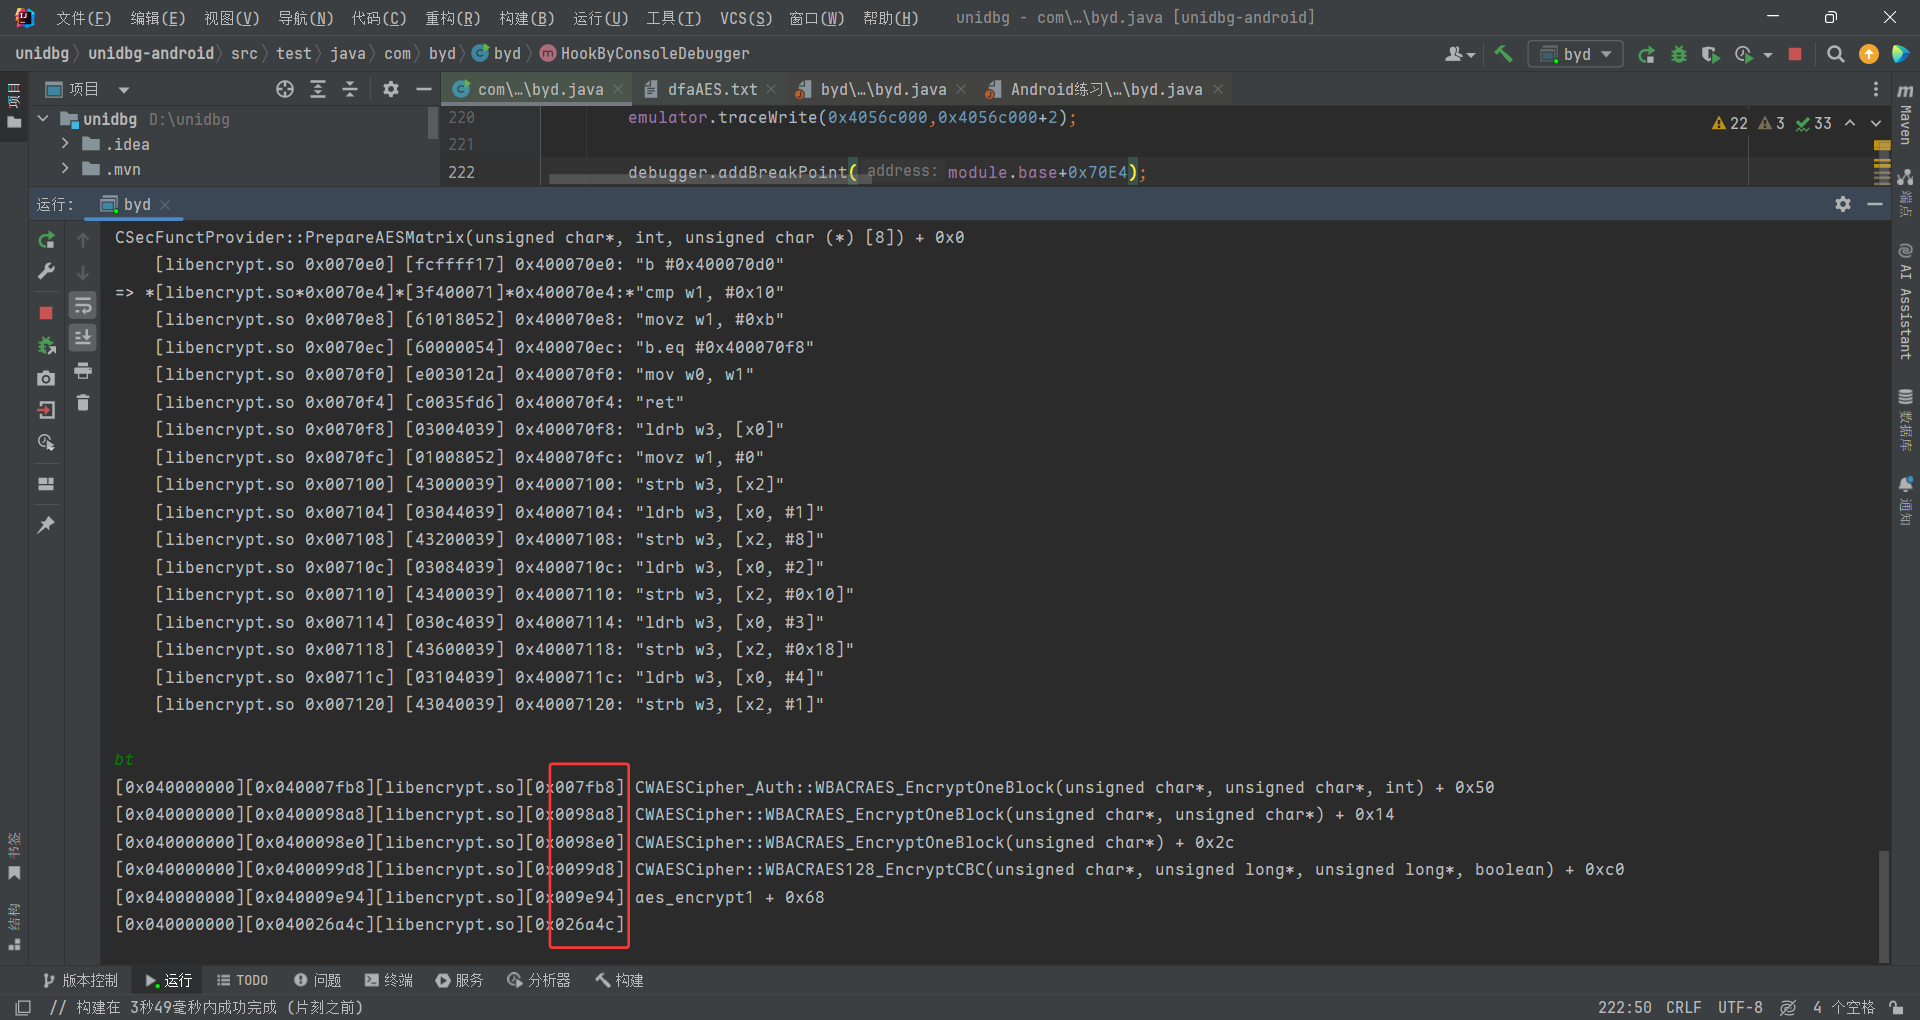 文件(F) 编辑(E) 视图(V) 导航(N) 代码(C) 重构(R) 构建(B) 运行(U) 工具(T) VCS(S) 窗口(W) 帮助(H) unidbg - com\…\byd.java [unidbg-android]
unidbg unidbg-android src test java com byd byd HookByConsoleDebugger byd
项目 com\…\byd.java dfaAES.txt byd\…\byd.java Android练习\…\byd.java
unidbg D:\unidbg
.idea
.mvn
220 emulator.traceWrite(0x4056c000,0x4056c000+2);
221
222 debugger.addBreakPoint( address: module.base+0x70E4);
22 3 33
运行: byd
CSecFunctProvider::PrepareAESMatrix(unsigned char*, int, unsigned char (*) [8]) + 0x0
[libencrypt.so 0x0070e0] [fcffff17] 0x400070e0: "b #0x400070d0"
=> *[libencrypt.so*0x0070e4]*[3f400071]*0x400070e4:*"cmp w1, #0x10"
[libencrypt.so 0x0070e8] [61018052] 0x400070e8: "movz w1, #0xb"
[libencrypt.so 0x0070ec] [60000054] 0x400070ec: "b.eq #0x400070f8"
[libencrypt.so 0x0070f0] [e003012a] 0x400070f0: "mov w0, w1"
[libencrypt.so 0x0070f4] [c0035fd6] 0x400070f4: "ret"
[libencrypt.so 0x0070f8] [03004039] 0x400070f8: "ldrb w3, [x0]"
[libencrypt.so 0x0070fc] [01008052] 0x400070fc: "movz w1, #0"
[libencrypt.so 0x007100] [43000039] 0x40007100: "strb w3, [x2]"
[libencrypt.so 0x007104] [03044039] 0x40007104: "ldrb w3, [x0, #1]"
[libencrypt.so 0x007108] [43200039] 0x40007108: "strb w3, [x2, #8]"
[libencrypt.so 0x00710c] [03084039] 0x4000710c: "ldrb w3, [x0, #2]"
[libencrypt.so 0x007110] [43400039] 0x40007110: "strb w3, [x2, #0x10]"
[libencrypt.so 0x007114] [030c4039] 0x40007114: "ldrb w3, [x0, #3]"
[libencrypt.so 0x007118] [43600039] 0x40007118: "strb w3, [x2, #0x18]"
[libencrypt.so 0x00711c] [03104039] 0x4000711c: "ldrb w3, [x0, #4]"
[libencrypt.so 0x007120] [43040039] 0x40007120: "strb w3, [x2, #1]"
bt
[0x040000000][0x040007fb8][libencrypt.so][0x007fb8] CWAESCipher_Auth::WBACRAES_EncryptOneBlock(unsigned char*, unsigned char*, int) + 0x50
[0x040000000][0x0400098a8][libencrypt.so][0x0098a8] CWAESCipher::WBACRAES_EncryptOneBlock(unsigned char*, unsigned char*) + 0x14
[0x040000000][0x0400098e0][libencrypt.so][0x0098e0] CWAESCipher::WBACRAES_EncryptOneBlock(unsigned char*) + 0x2c
[0x040000000][0x0400099d8][libencrypt.so][0x0099d8] CWAESCipher::WBACRAES128_EncryptCBC(unsigned char*, unsigned long*, unsigned long*, boolean) + 0xc0
[0x040000000][0x040009e94][libencrypt.so][0x009e94] aes_encrypt1 + 0x68
[0x040000000][0x040026a4c][libencrypt.so][0x026a4c]
项目
书签
结构
m
Maven
端点
AI Assistant
数据库
通知
版本控制 运行 TODO 问题 终端 服务 分析器 构建
// 构建在 3秒49毫秒内成功完成 (片刻之前) 222:50 CRLF UTF-8 4 个空格